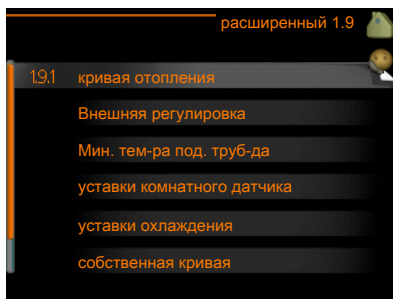 расширенный 1.9
1.9.1 кривая отопления
Внешняя регулировка
Мин. тем-ра под. труб-да
уставки комнатного датчика
уставки охлаждения
собственная кривая